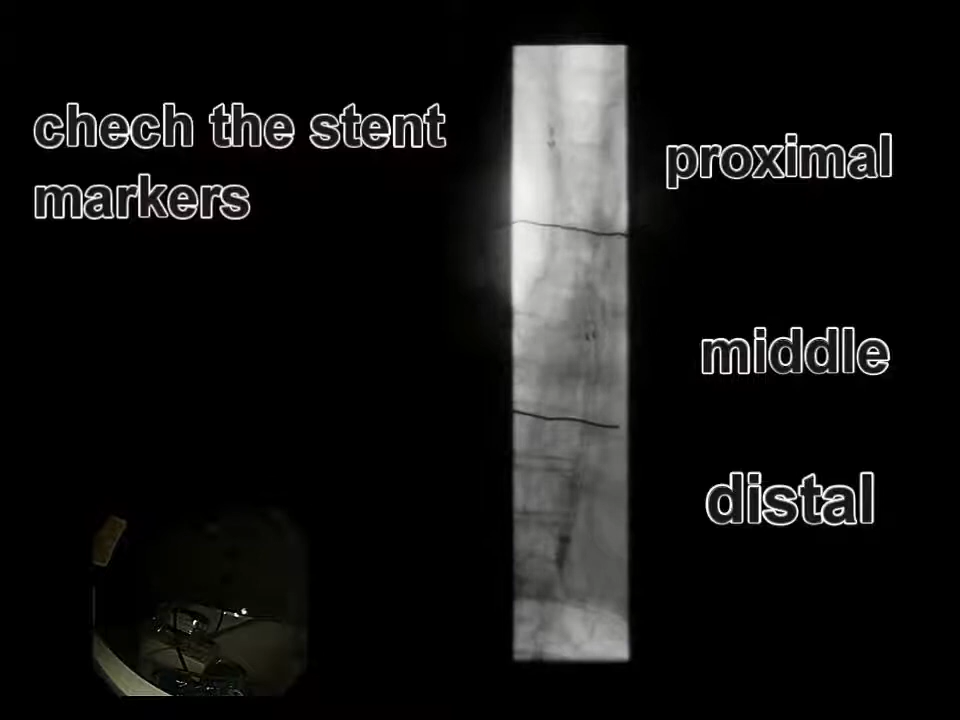 chech the stent
markers
proximal
middle
distal